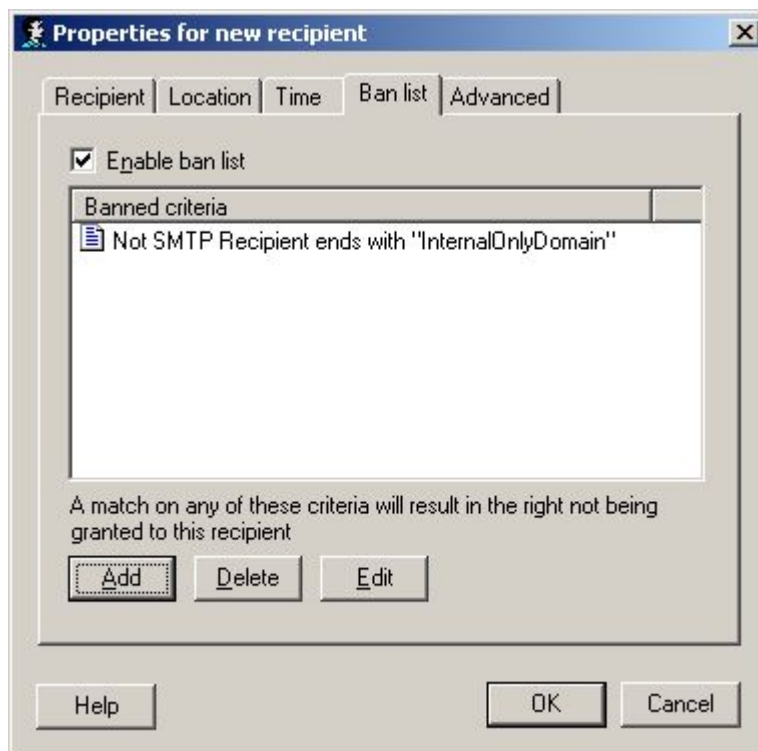 Properties for new recipient
Recipient Location Time Ban list Advanced
Enable ban list
Banned criteria
Not SMTP Recipient ends with "InternalOnlyDomain"
A match on any of these criteria will result in the right not being
granted to this recipient
Add Delete Edit
Help OK Cancel